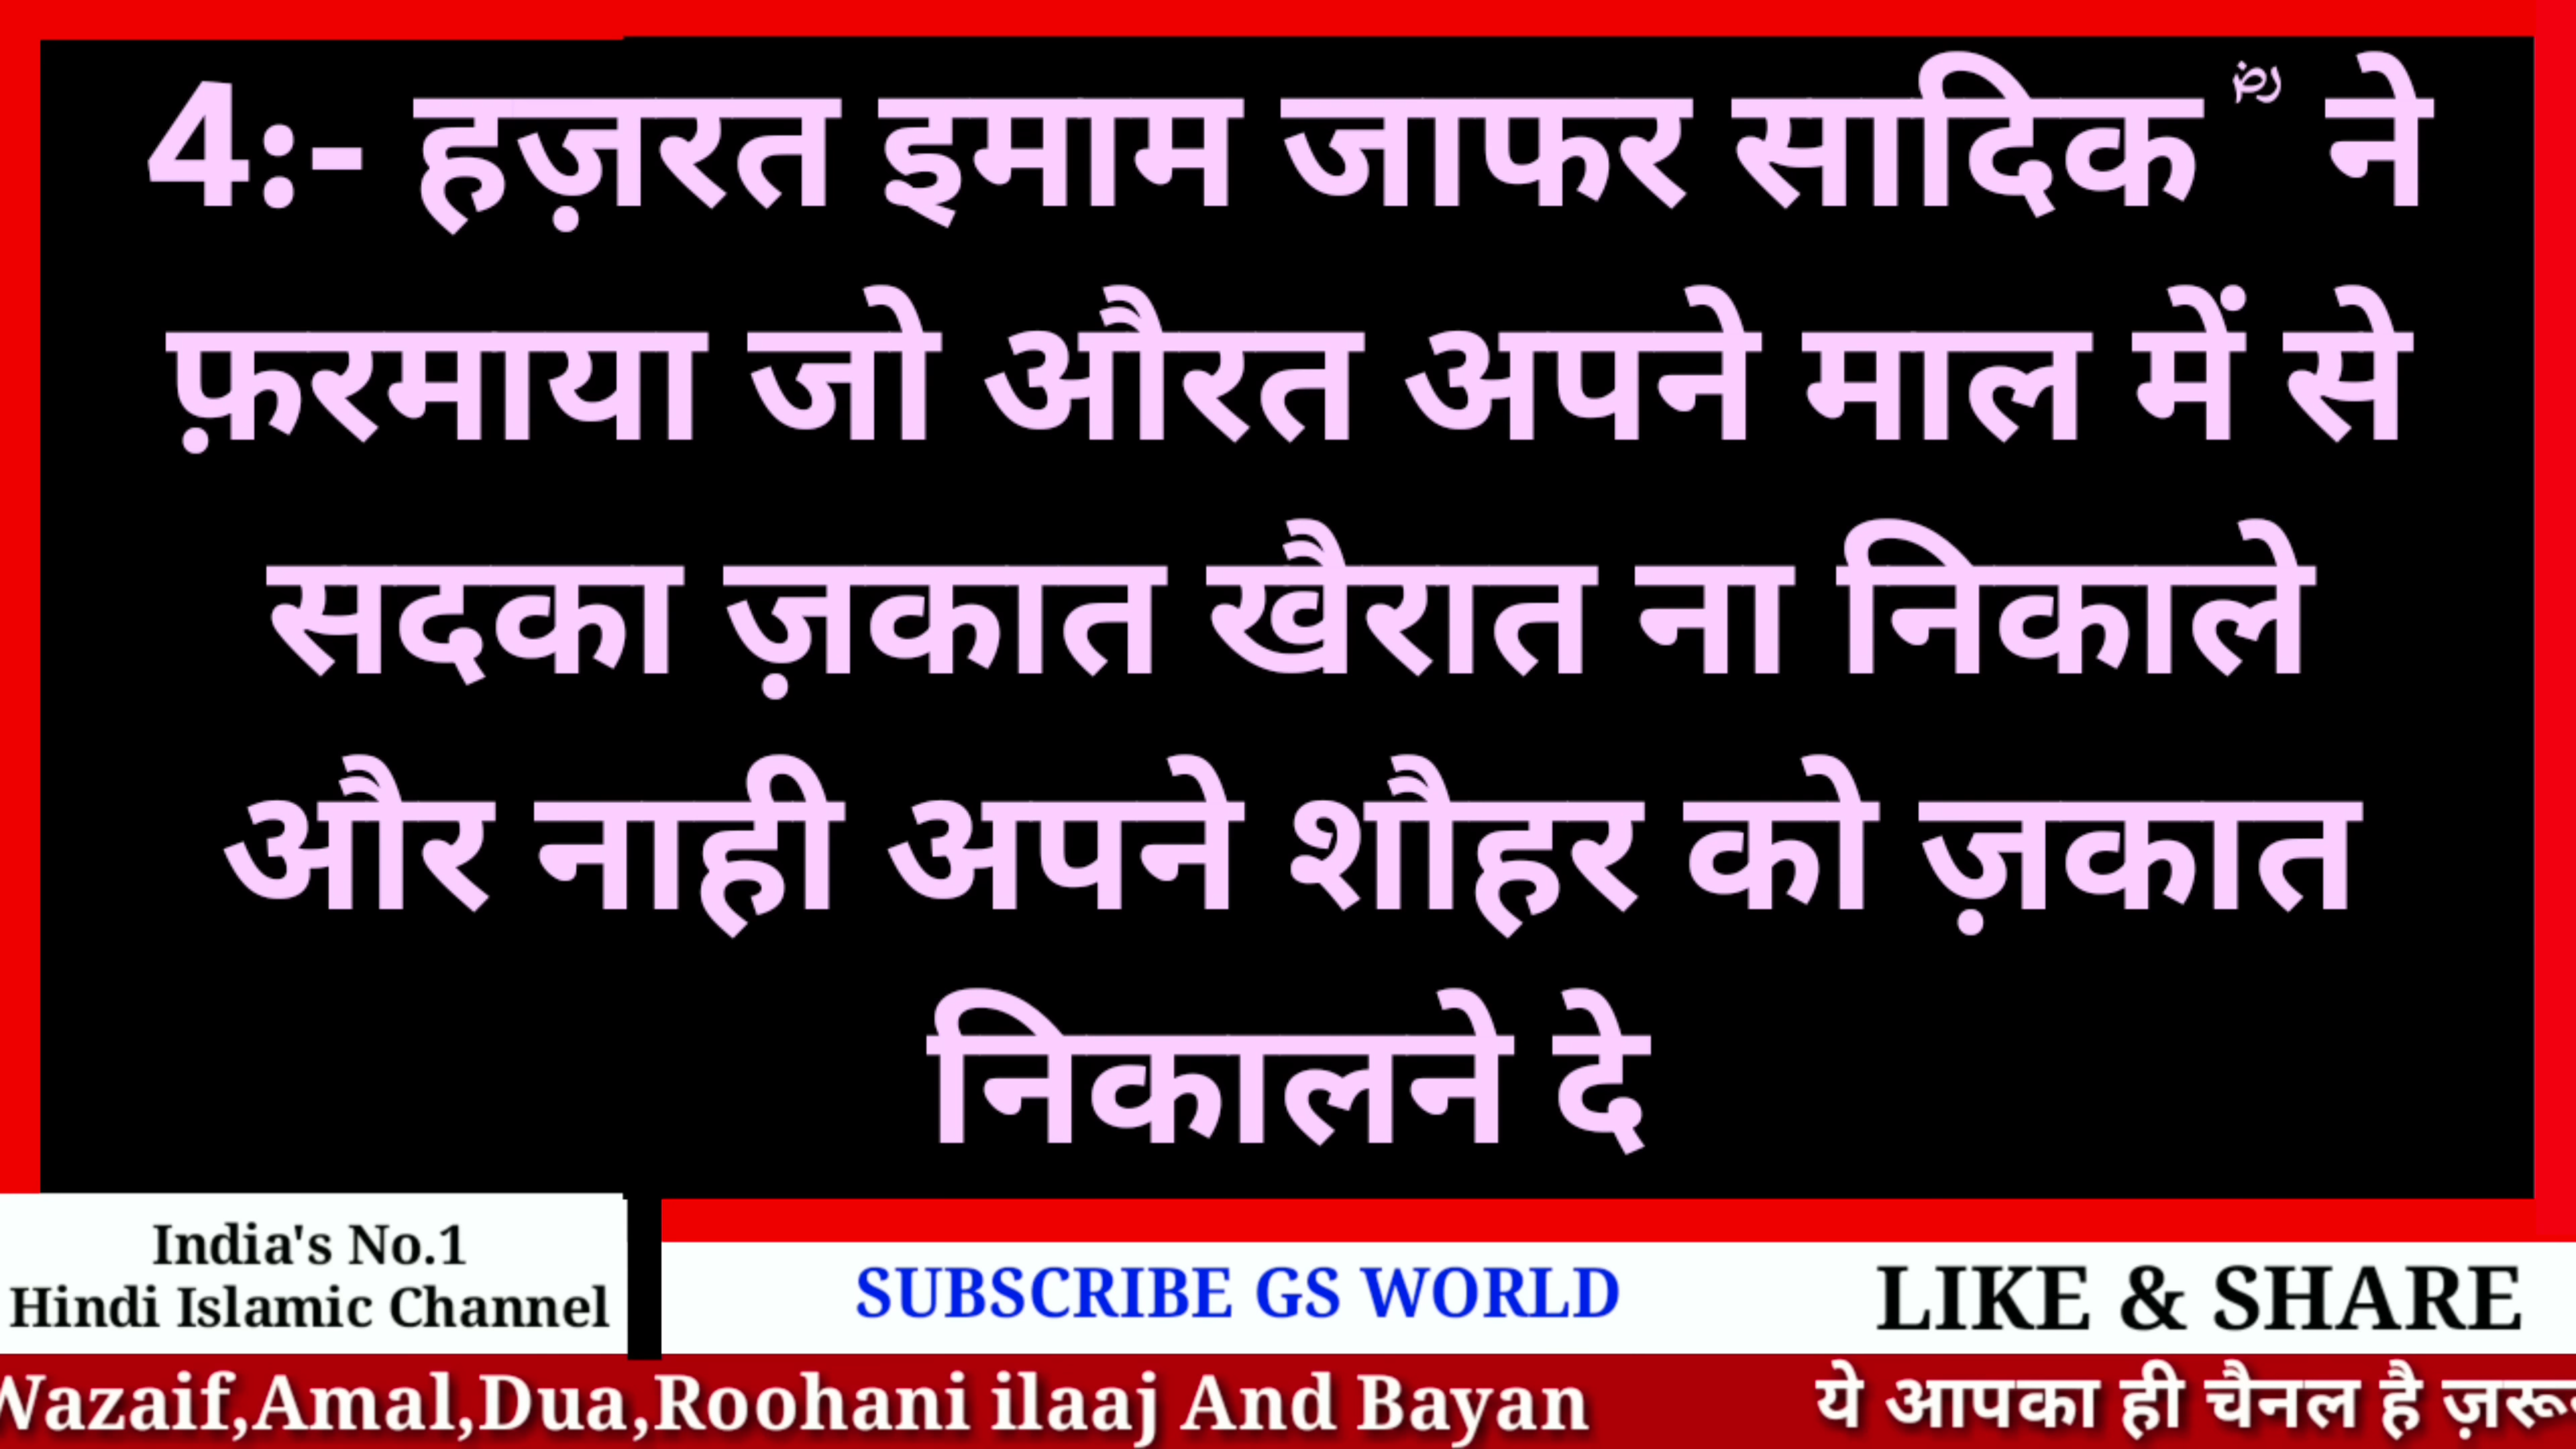 4:- हज़रत इमाम जाफर सादिक ؓ ने
फ़रमाया जो औरत अपने माल में से
सदका ज़कात खैरात ना निकाले
और नाही अपने शौहर को ज़कात
निकालने दे
India's No.1
Hindi Islamic Channel
SUBSCRIBE GS WORLD
LIKE & SHARE
Wazaif,Amal,Dua,Roohani ilaaj And Bayan
ये आपका ही चैनल है